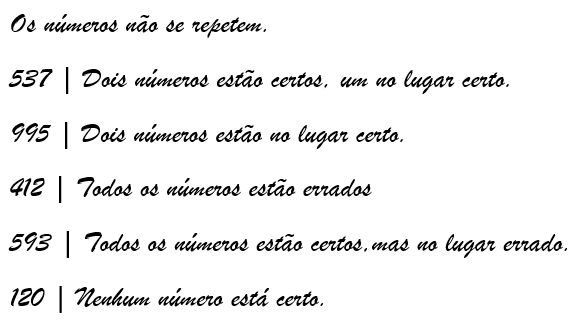 Os números não se repetem.
537 | Dois números estão certos, um no lugar certo.
995 | Dois números estão no lugar certo.
412 | Todos os números estão errados
593 | Todos os números estão certos,mas no lugar errado.
120 | Nenhum número está certo.